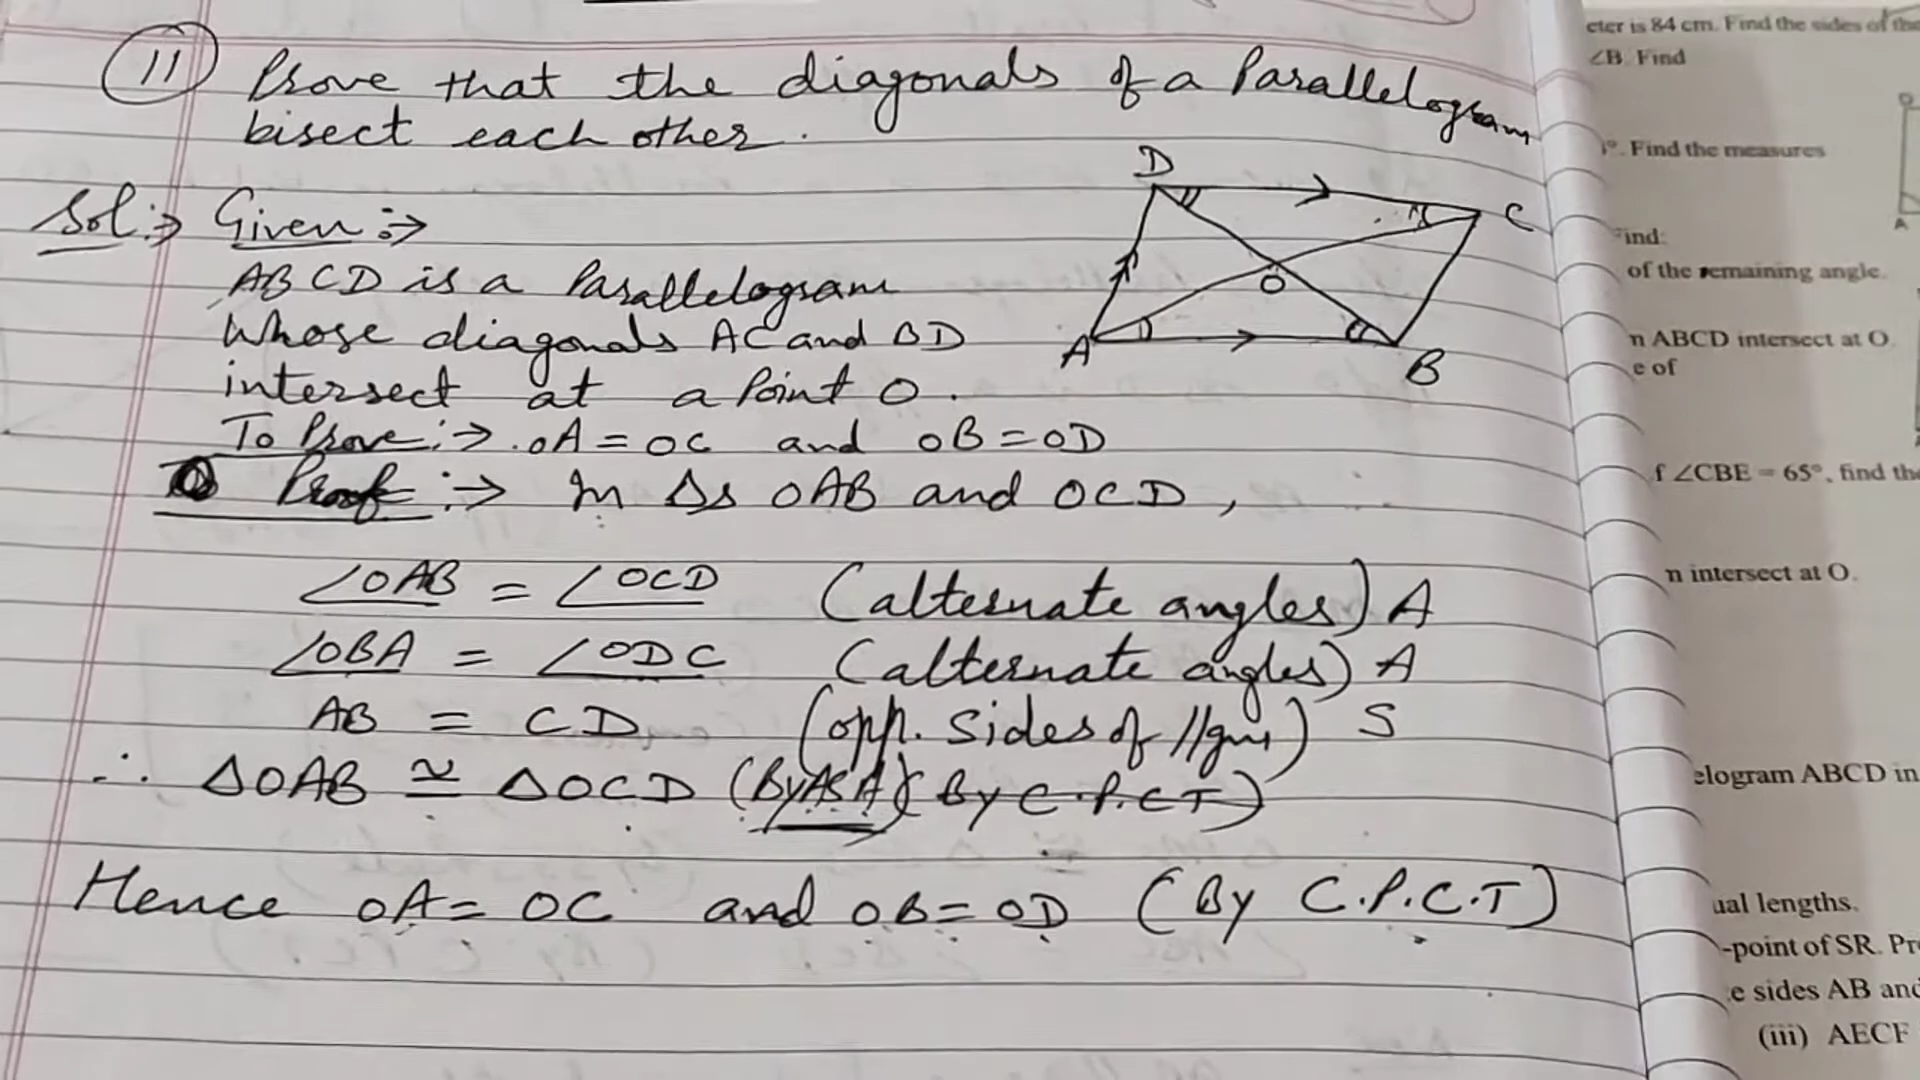 11 Prove that the diagonals of a Parallelogram
bisect each other.
Sol:→ Given:→
ABCD is a Parallelogram
Whose diagonals AC and BD
intersect at a Point O.
To Prove:→ OA = OC and OB = OD
Proof:→ In Δs OAB and OCD,
∠OAB = ∠OCD (alternate angles) A
∠OBA = ∠ODC (alternate angles) A
AB = CD (opp. sides of //gm) S
∴ ΔOAB ≅ ΔOCD (By ASA) (By C.P.C.T)
Hence OA = OC and OB = OD (By C.P.C.T)
D
C
O
A
B
eter is 84 cm. Find the sides of the
∠B. Find
°. Find the measures
A
ind:
of the remaining angle.
n ABCD intersect at O.
e of
f ∠CBE = 65°, find the
n intersect at O.
elogram ABCD in
ual lengths.
-point of SR. Pr
e sides AB and
(iii) AECF